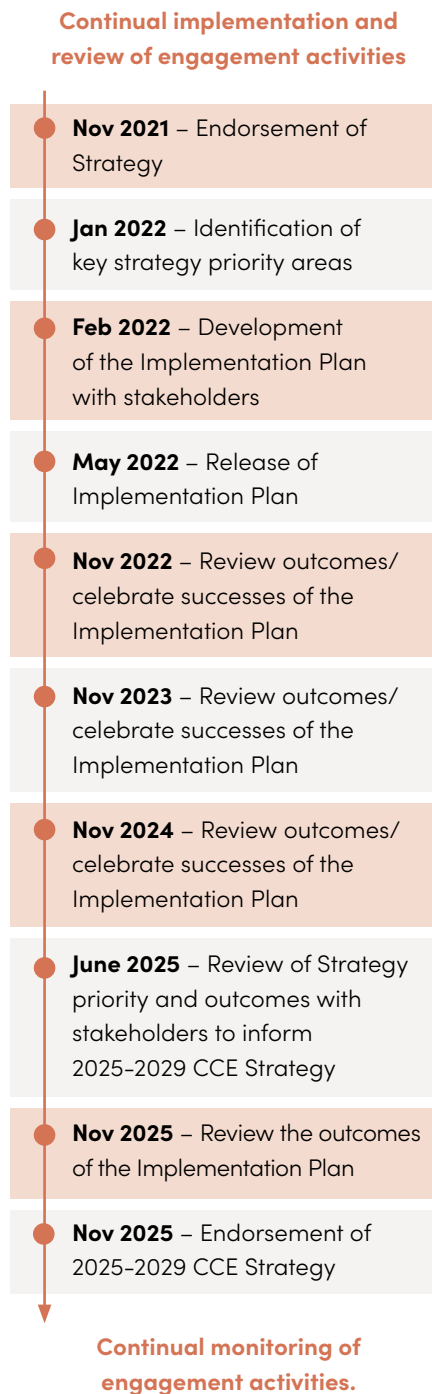 Continual implementation and
review of engagement activities
Nov 2021 – Endorsement of
Strategy
Jan 2022 – Identification of
key strategy priority areas
Feb 2022 – Development
of the Implementation Plan
with stakeholders
May 2022 – Release of
Implementation Plan
Nov 2022 – Review outcomes/
celebrate successes of the
Implementation Plan
Nov 2023 – Review outcomes/
celebrate successes of the
Implementation Plan
Nov 2024 – Review outcomes/
celebrate successes of the
Implementation Plan
June 2025 – Review of Strategy
priority and outcomes with
stakeholders to inform
2025-2029 CCE Strategy
Nov 2025 – Review the outcomes
of the Implementation Plan
Nov 2025 – Endorsement of
2025-2029 CCE Strategy
Continual monitoring of
engagement activities.